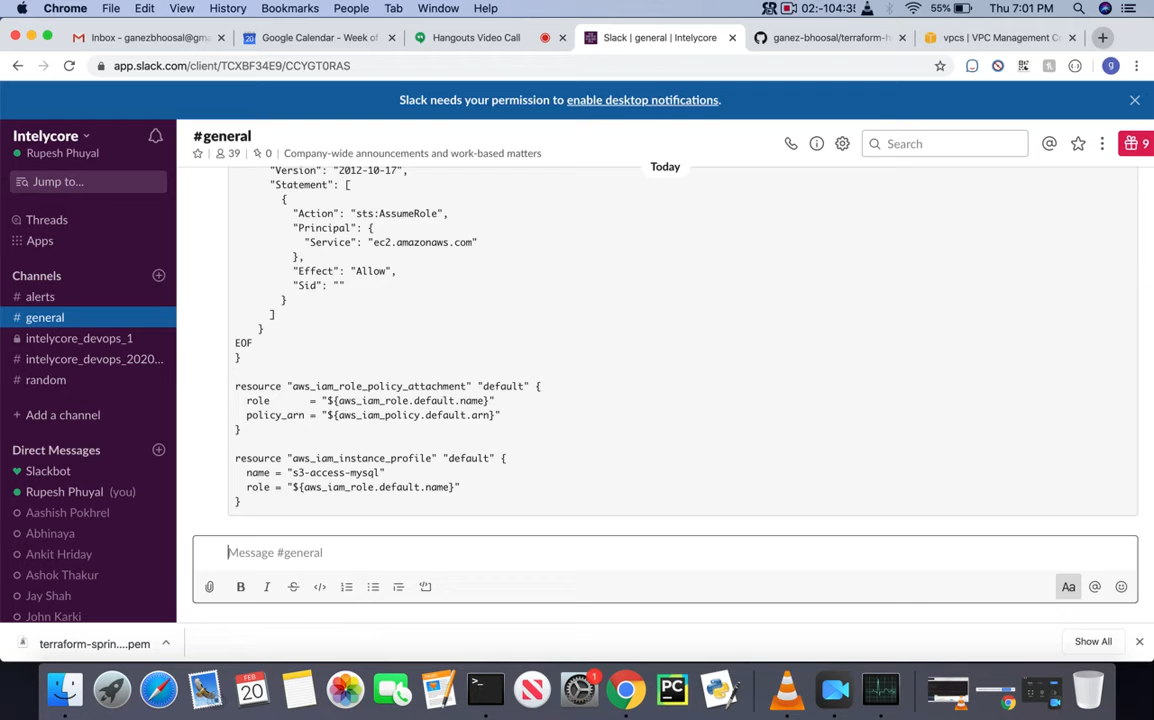 Chrome File Edit View History Bookmarks People Tab Window Help 02:-104:3 55% Thu 7:01 PM
Inbox - ganezbhoosal@gma × Google Calendar - Week of × Hangouts Video Call Slack | general | Intelycore × ganez-bhoosal/terraform-h × vpcs | VPC Management C × +
app.slack.com/client/TCXBF34E9/CCYGT0RAS g
Slack needs your permission to enable desktop notifications.
Intelycore
Rupesh Phuyal
Jump to...
Threads
Apps
Channels
# alerts
# general
intelycore_devops_1
# intelycore_devops_2020...
# random
+ Add a channel
Direct Messages
Slackbot
Rupesh Phuyal (you)
Aashish Pokhrel
Abhinaya
Ankit Hriday
Ashok Thakur
Jay Shah
John Karki
#general
39 0 Company-wide announcements and work-based matters
Search
@
9
Today
"Version": "2012-10-17",
"Statement": [
{
"Action": "sts:AssumeRole",
"Principal": {
"Service": "ec2.amazonaws.com"
},
"Effect": "Allow",
"Sid": ""
}
]
}
EOF
}
resource "aws_iam_role_policy_attachment" "default" {
role = "${aws_iam_role.default.name}"
policy_arn = "${aws_iam_policy.default.arn}"
}
resource "aws_iam_instance_profile" "default" {
name = "s3-access-mysql"
role = "${aws_iam_role.default.name}"
}
Message #general
B I S </> Aa @
terraform-sprin....pem
Show All
FEB
20
1
PC